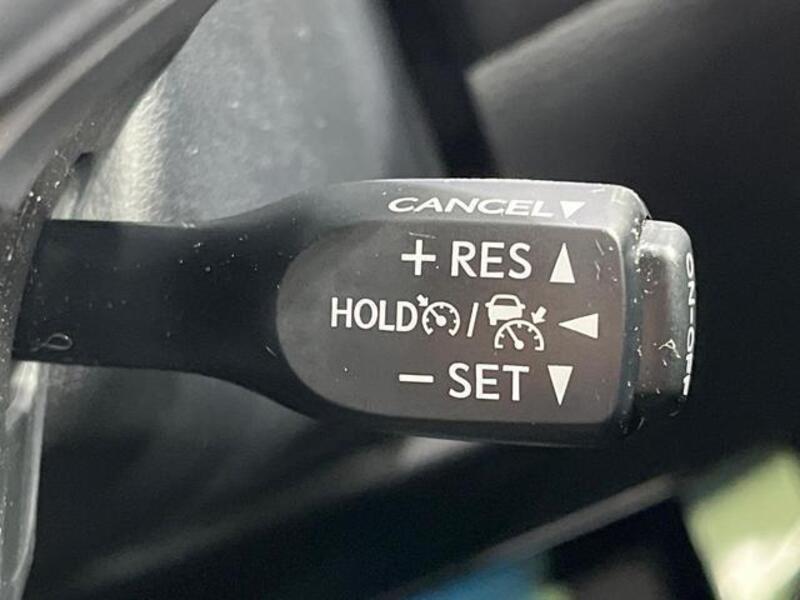 CANCEL▼
+ RES ▲
HOLD / ◀
− SET ▼
ON-OFF